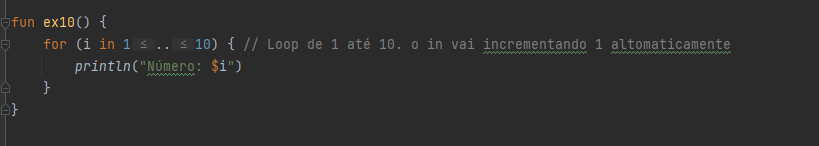 fun ex10() {
for (i in 1 ≤ .. ≤ 10) { // Loop de 1 até 10. o in vai incrementando 1 altomaticamente
println("Número: $i")
}
}